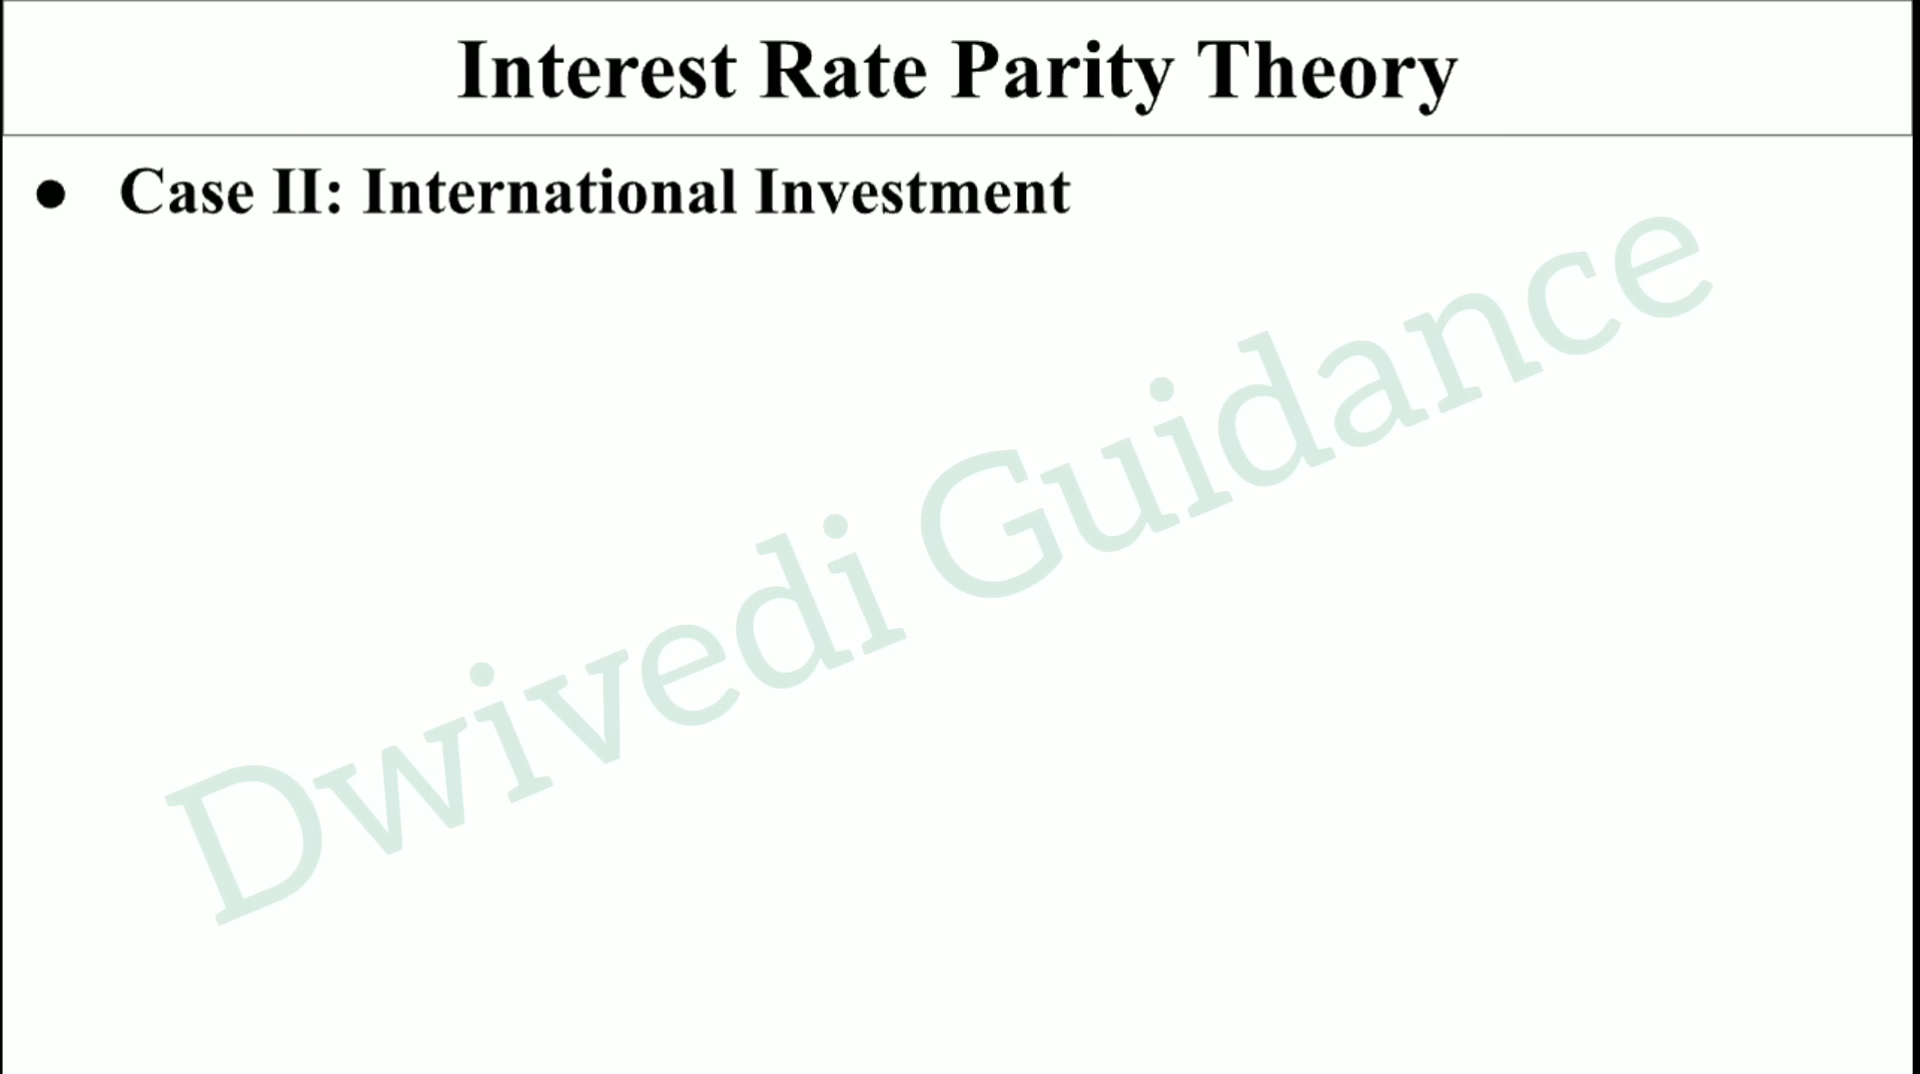 Interest Rate Parity Theory
● Case II: International Investment
Dwivedi Guidance